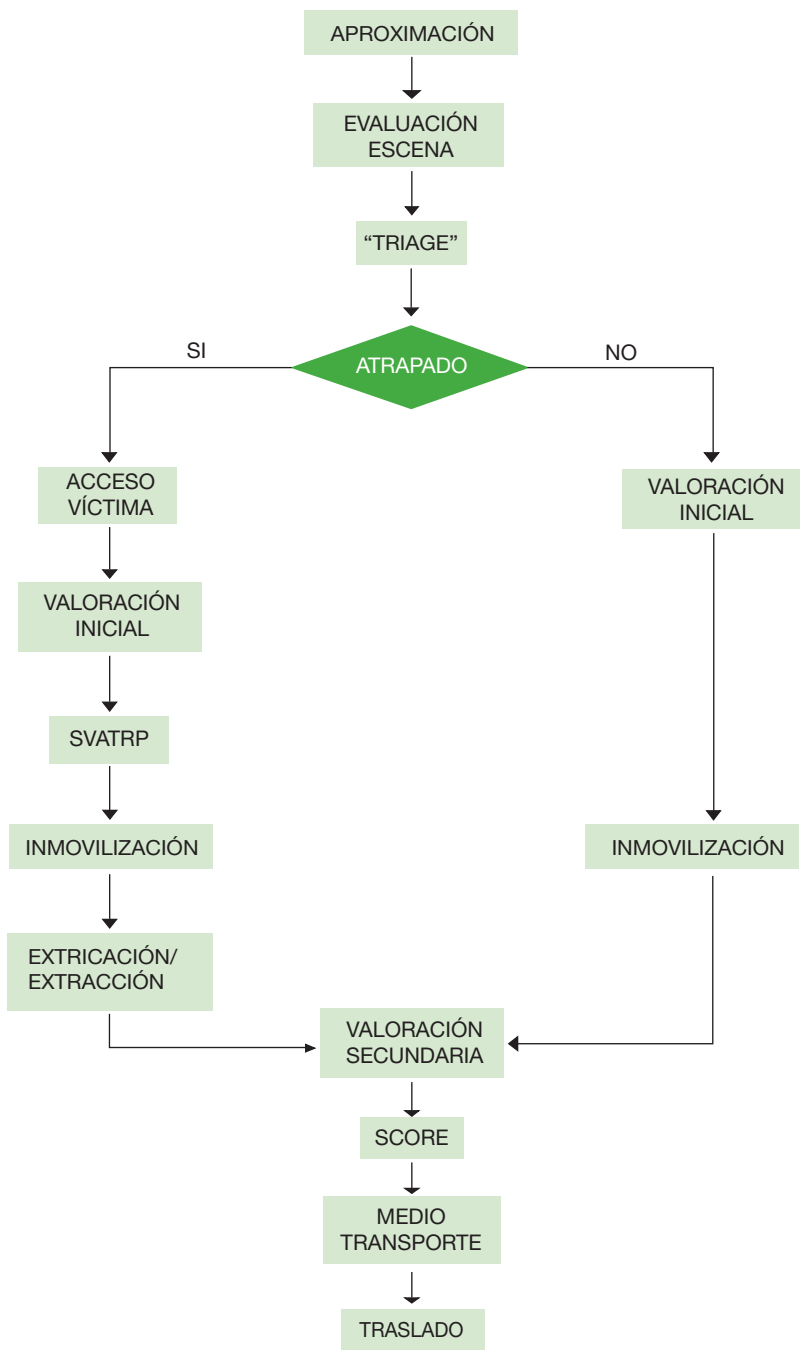 APROXIMACIÓN
EVALUACIÓN
ESCENA
“TRIAGE”
ATRAPADO
SI
NO
ACCESO
VÍCTIMA
VALORACIÓN
INICIAL
SVATRP
INMOVILIZACIÓN
EXTRICACIÓN/
EXTRACCIÓN
VALORACIÓN
INICIAL
INMOVILIZACIÓN
VALORACIÓN
SECUNDARIA
SCORE
MEDIO
TRANSPORTE
TRASLADO